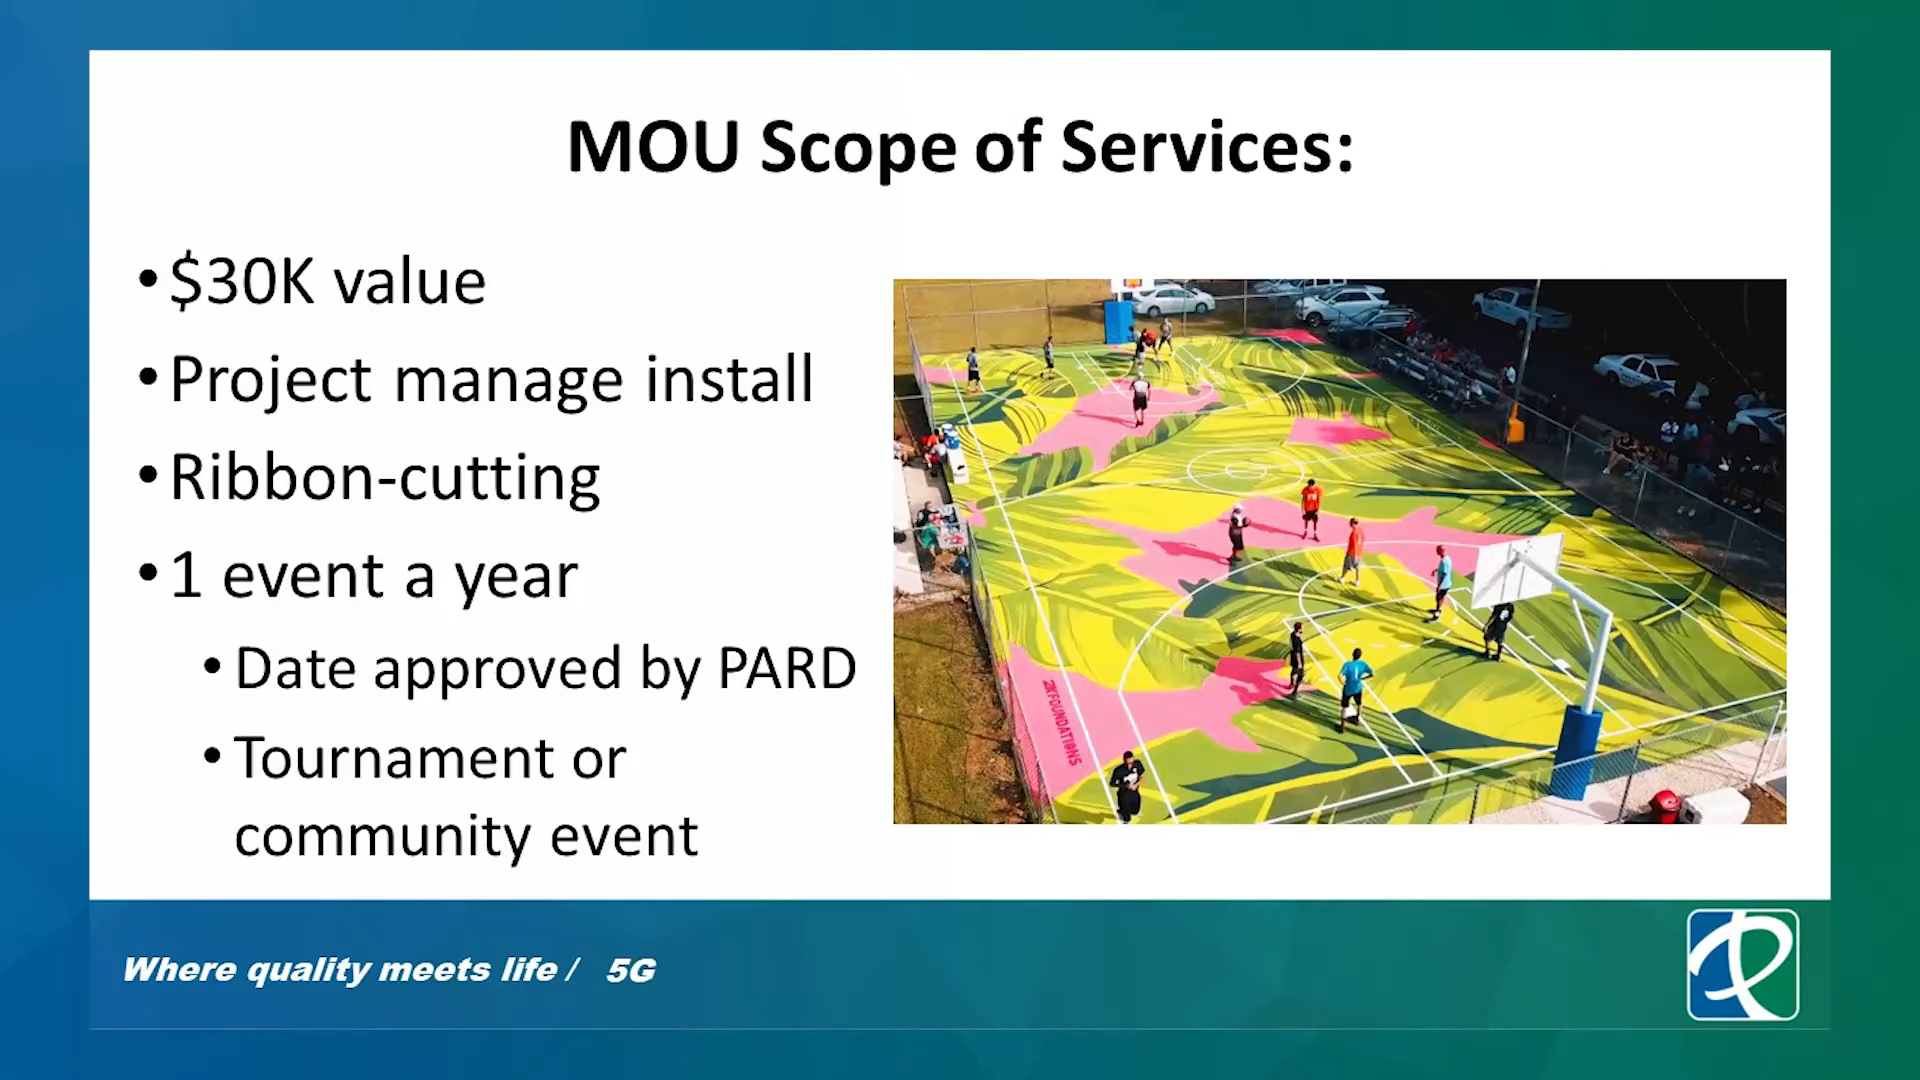 MOU Scope of Services:
•$30K value
•Project manage install
•Ribbon-cutting
•1 event a year
•Date approved by PARD
•Tournament or
community event
2KFOUNDATIONS
Where quality meets life / 5G